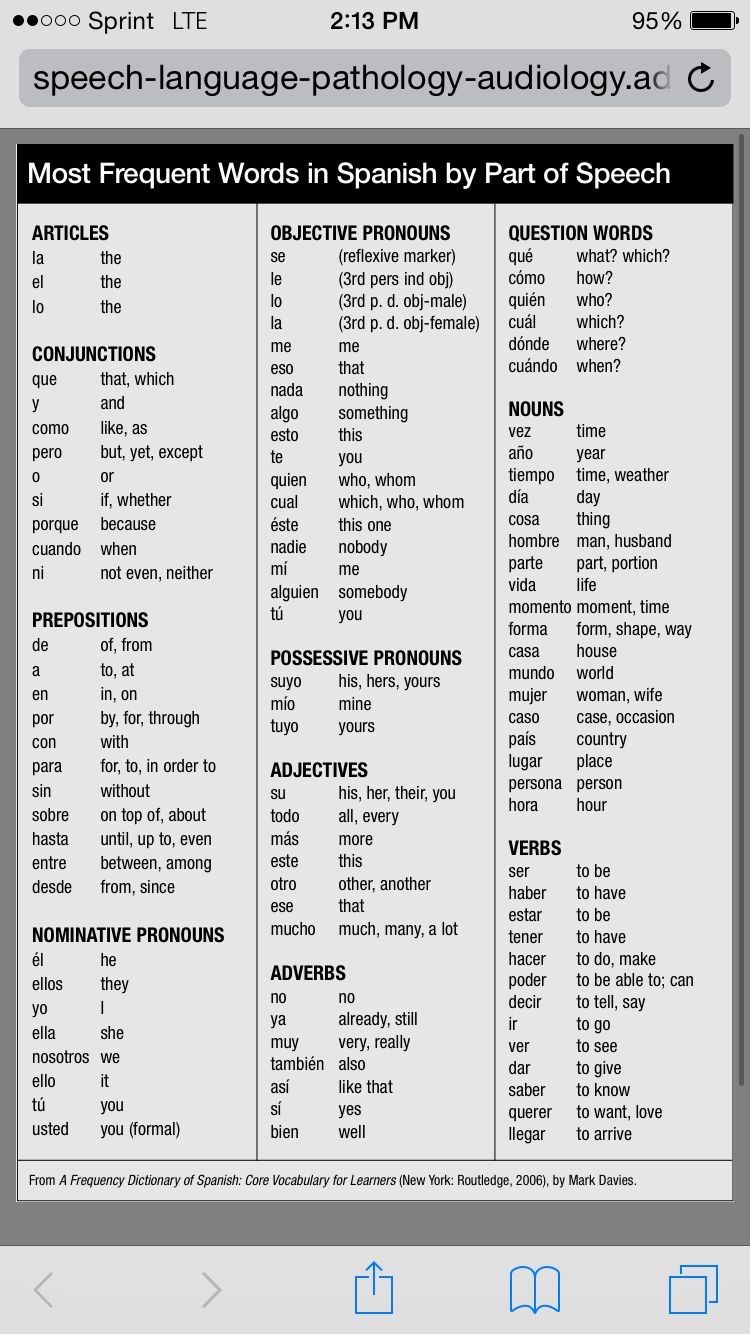 Sprint LTE 2:13 PM 95%
speech-language-pathology-audiology.ad
Most Frequent Words in Spanish by Part of Speech
ARTICLES
la the
el the
lo the
CONJUNCTIONS
que that, which
y and
como like, as
pero but, yet, except
o or
si if, whether
porque because
cuando when
ni not even, neither
PREPOSITIONS
de of, from
a to, at
en in, on
por by, for, through
con with
para for, to, in order to
sin without
sobre on top of, about
hasta until, up to, even
entre between, among
desde from, since
NOMINATIVE PRONOUNS
él he
ellos they
yo I
ella she
nosotros we
ello it
tú you
usted you (formal)
OBJECTIVE PRONOUNS
se (reflexive marker)
le (3rd pers ind obj)
lo (3rd p. d. obj-male)
la (3rd p. d. obj-female)
me me
eso that
nada nothing
algo something
esto this
te you
quien who, whom
cual which, who, whom
éste this one
nadie nobody
mí me
alguien somebody
tú you
POSSESSIVE PRONOUNS
suyo his, hers, yours
mío mine
tuyo yours
ADJECTIVES
su his, her, their, you
todo all, every
más more
este this
otro other, another
ese that
mucho much, many, a lot
ADVERBS
no no
ya already, still
muy very, really
también also
así like that
sí yes
bien well
QUESTION WORDS
qué what? which?
cómo how?
quién who?
cuál which?
dónde where?
cuándo when?
NOUNS
vez time
año year
tiempo time, weather
día day
cosa thing
hombre man, husband
parte part, portion
vida life
momento moment, time
forma form, shape, way
casa house
mundo world
mujer woman, wife
caso case, occasion
país country
lugar place
persona person
hora hour
VERBS
ser to be
haber to have
estar to be
tener to have
hacer to do, make
poder to be able to; can
decir to tell, say
ir to go
ver to see
dar to give
saber to know
querer to want, love
llegar to arrive
From A Frequency Dictionary of Spanish: Core Vocabulary for Learners (New York: Routledge, 2006), by Mark Davies.